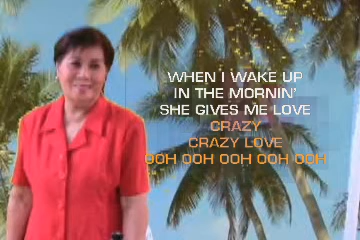 WHEN I WAKE UP
IN THE MORNIN'
SHE GIVES ME LOVE
CRAZY
CRAZY LOVE
OOH OOH OOH OOH OOH